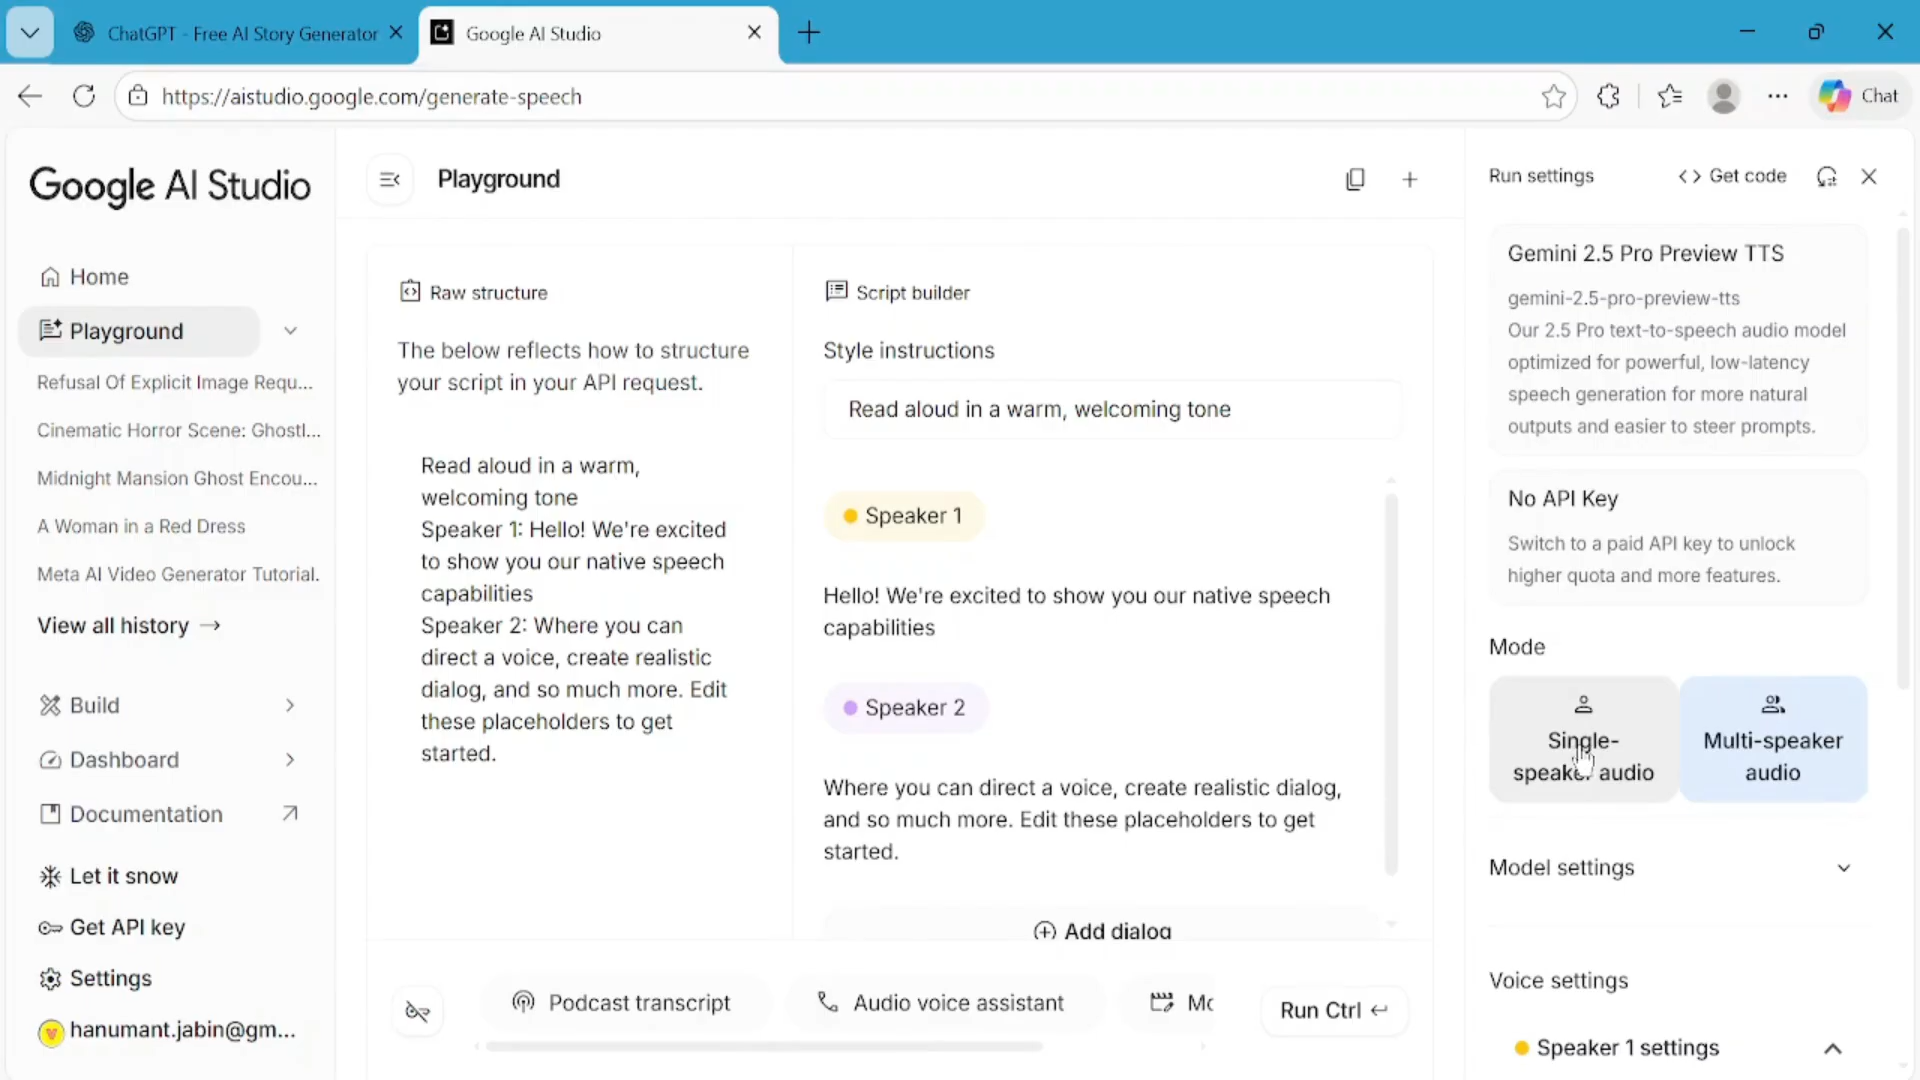 ChatGPT - Free AI Story Generator
Google AI Studio
https://aistudio.google.com/generate-speech
Chat
Google AI Studio
Home
Playground
Refusal Of Explicit Image Requ...
Cinematic Horror Scene: Ghostl...
Midnight Mansion Ghost Encou...
A Woman in a Red Dress
Meta AI Video Generator Tutorial.
View all history →
Build
Dashboard
Documentation
Let it snow
Get API key
Settings
hanumant.jabin@gm...
Playground
Raw structure
The below reflects how to structure
your script in your API request.
Read aloud in a warm,
welcoming tone
Speaker 1: Hello! We're excited
to show you our native speech
capabilities
Speaker 2: Where you can
direct a voice, create realistic
dialog, and so much more. Edit
these placeholders to get
started.
Script builder
Style instructions
Read aloud in a warm, welcoming tone
Speaker 1
Hello! We're excited to show you our native speech
capabilities
Speaker 2
Where you can direct a voice, create realistic dialog,
and so much more. Edit these placeholders to get
started.
Add dialog
Podcast transcript
Audio voice assistant
Mo
Run Ctrl ↵
Run settings
<> Get code
Gemini 2.5 Pro Preview TTS
gemini-2.5-pro-preview-tts
Our 2.5 Pro text-to-speech audio model
optimized for powerful, low-latency
speech generation for more natural
outputs and easier to steer prompts.
No API Key
Switch to a paid API key to unlock
higher quota and more features.
Mode
Single-
speaker audio
Multi-speaker
audio
Model settings
Voice settings
Speaker 1 settings